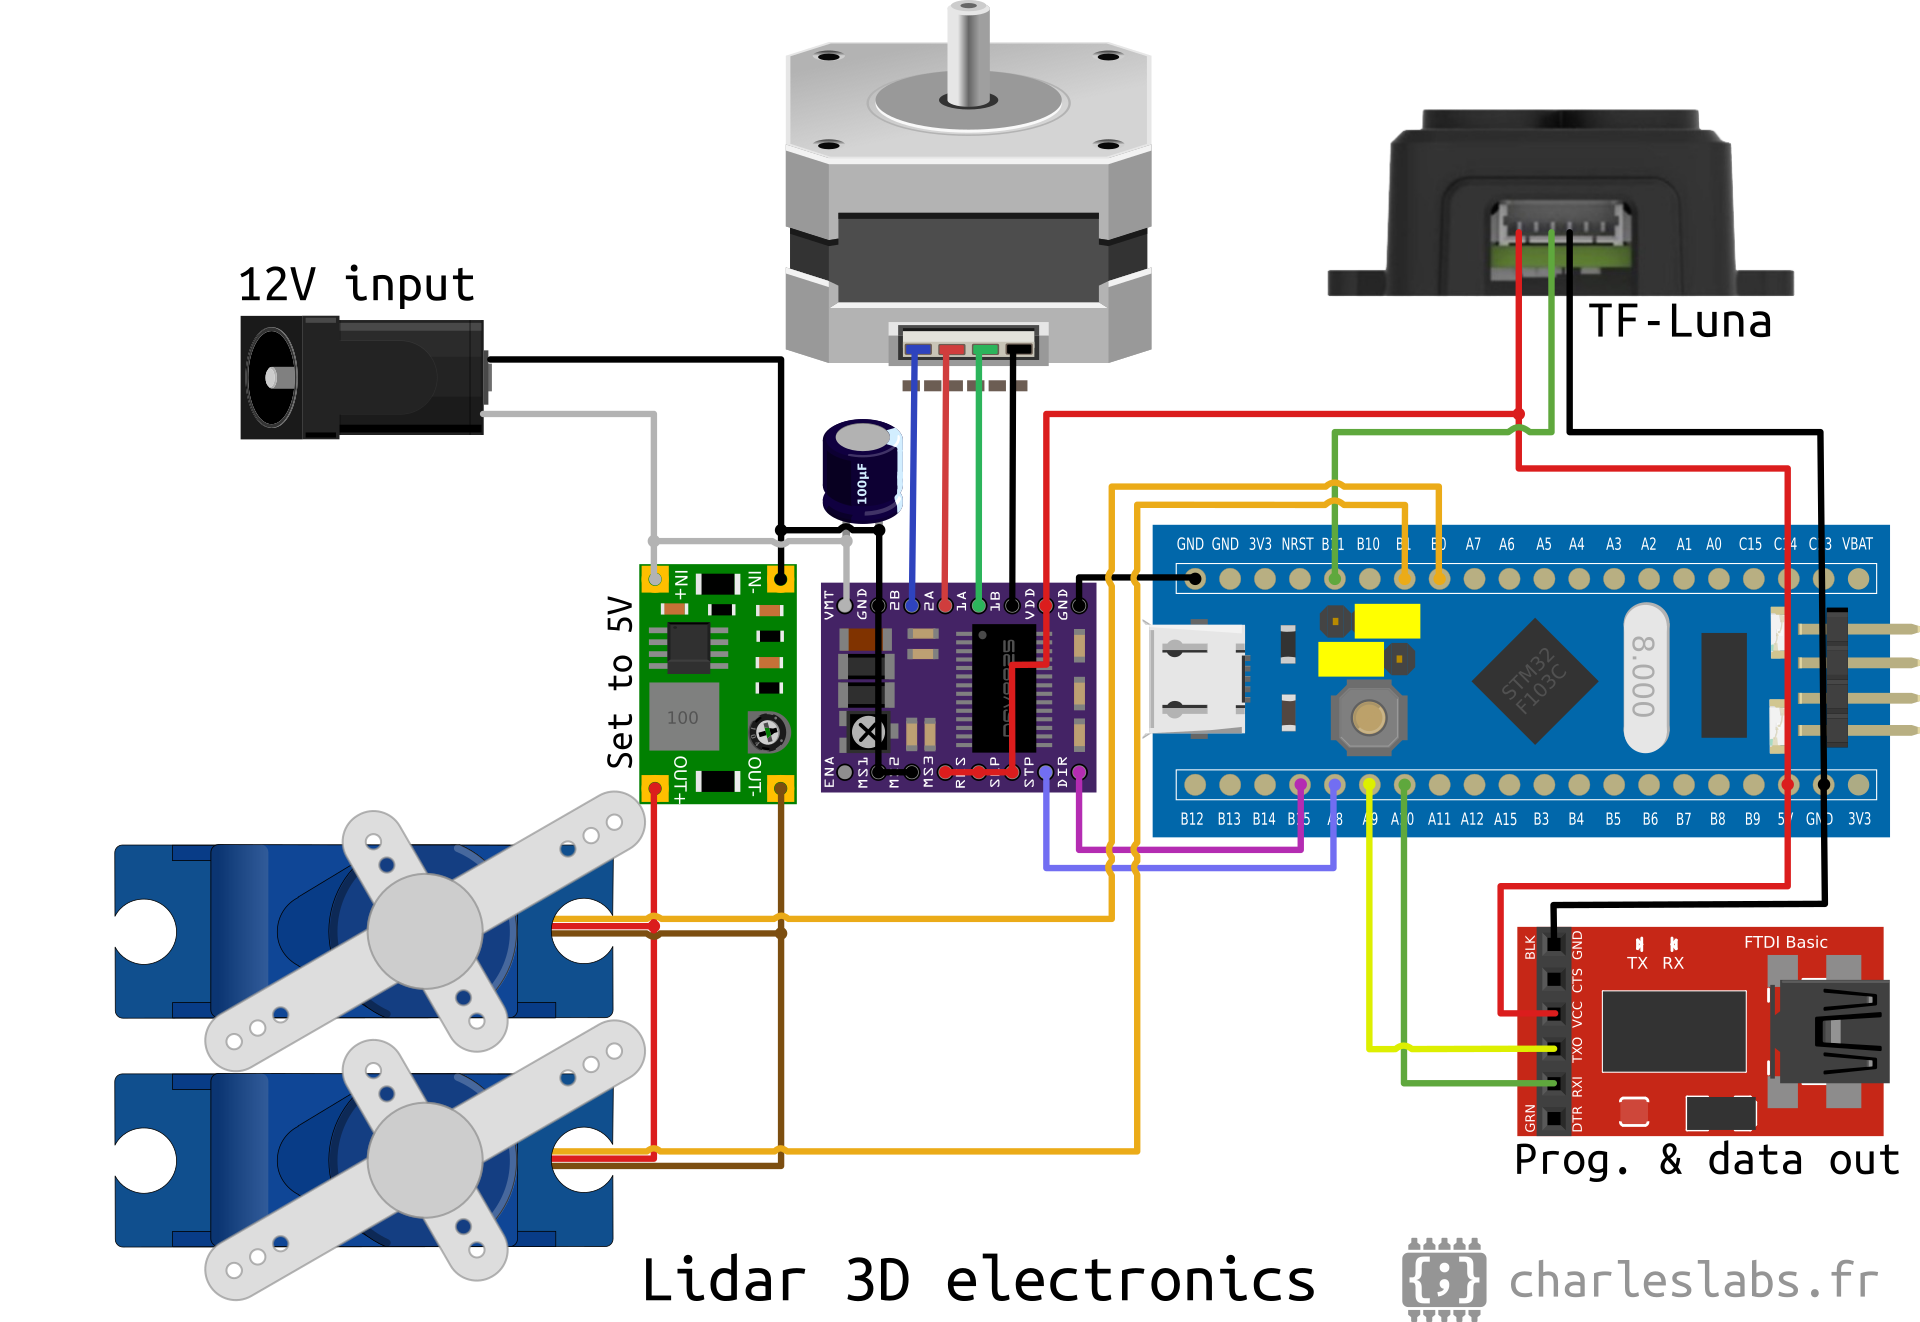 12V input
TF-Luna
100µF
Set to 5V
IN+
IN-
100
OUT+
OUT-
VMT
GND
2B
2A
1A
1B
VDD
GND
ENA
DIR
STP
GND
GND
3V3
NRST
B11
B10
B1
B0
A7
A6
A5
A4
A3
A2
A1
A0
C15
C14
C13
VBAT
STM32
F103C
8.000
B12
B13
B14
B15
A8
A9
A10
A11
A12
A15
B3
B4
B5
B6
B7
B8
B9
5V
GND
3V3
BLK
GRN
GND
CTS
VCC
TXO
RXI
DTR
TX
RX
FTDI Basic
Prog. & data out
Lidar 3D electronics
charleslabs.fr